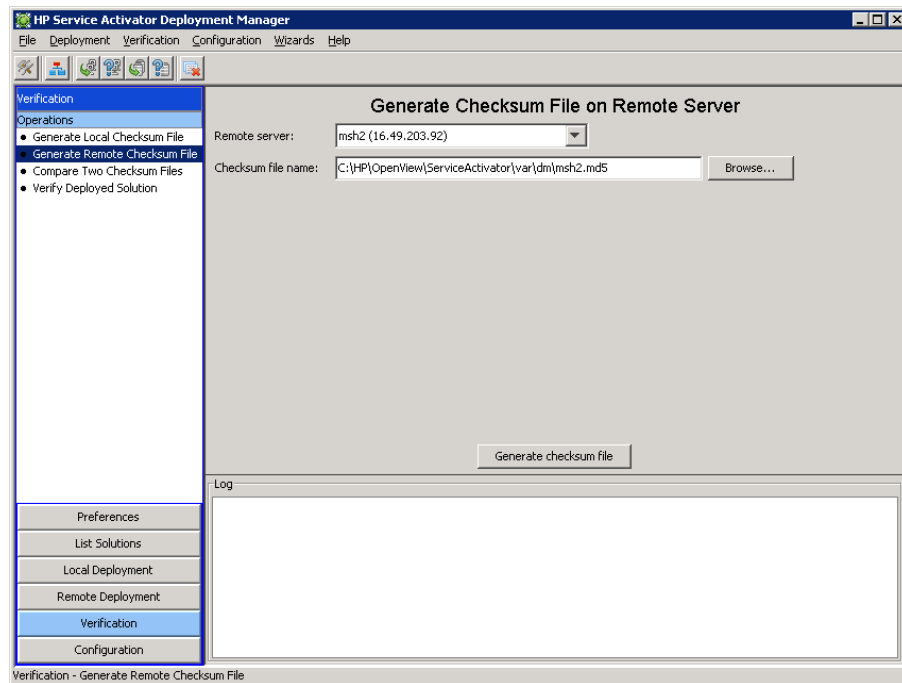 HP Service Activator Deployment Manager
File Deployment Verification Configuration Wizards Help
Verification
Operations
Generate Local Checksum File
Generate Remote Checksum File
Compare Two Checksum Files
Verify Deployed Solution
Generate Checksum File on Remote Server
Remote server: msh2 (16.49.203.92)
Checksum file name: C:\HP\OpenView\ServiceActivator\var\dm\msh2.md5 Browse...
Generate checksum file
Log
Preferences
List Solutions
Local Deployment
Remote Deployment
Verification
Configuration
Verification - Generate Remote Checksum File